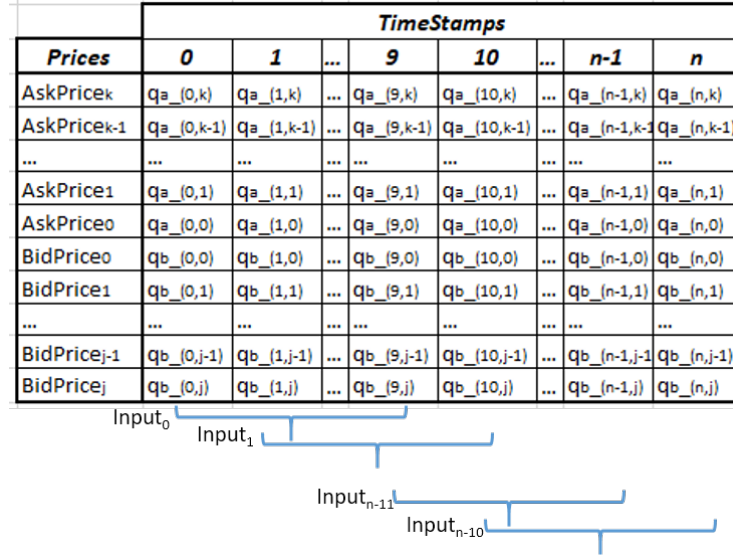 TimeStamps
Prices 0 1 ... 9 10 ... n-1 n
AskPricek qa_(0,k) qa_(1,k) ... qa_(9,k) qa_(10,k) ... qa_(n-1,k) qa_(n,k)
AskPricek-1 qa_(0,k-1) qa_(1,k-1) ... qa_(9,k-1) qa_(10,k-1) ... qa_(n-1,k-1 qa_(n,k-1)
... ... ... ... ... ... ... ... ...
AskPrice1 qa_(0,1) qa_(1,1) ... qa_(9,1) qa_(10,1) ... qa_(n-1,1) qa_(n,1)
AskPrice0 qa_(0,0) qa_(1,0) ... qa_(9,0) qa_(10,0) ... qa_(n-1,0) qa_(n,0)
BidPrice0 qb_(0,0) qb_(1,0) ... qb_(9,0) qb_(10,0) ... qb_(n-1,0) qb_(n,0)
BidPrice1 qb_(0,1) qb_(1,1) ... qb_(9,1) qb_(10,1) ... qb_(n-1,1) qb_(n,1)
... ... ... ... ... ... ... ... ...
BidPricej-1 qb_(0,j-1) qb_(1,j-1) ... qb_(9,j-1) qb_(10,j-1) ... qb_(n-1,j-1 qb_(n,j-1)
BidPricej qb_(0,j) qb_(1,j) ... qb_(9,j) qb_(10,j) ... qb_(n-1,j) qb_(n,j)
Input0
Input1
Inputn-11
Inputn-10